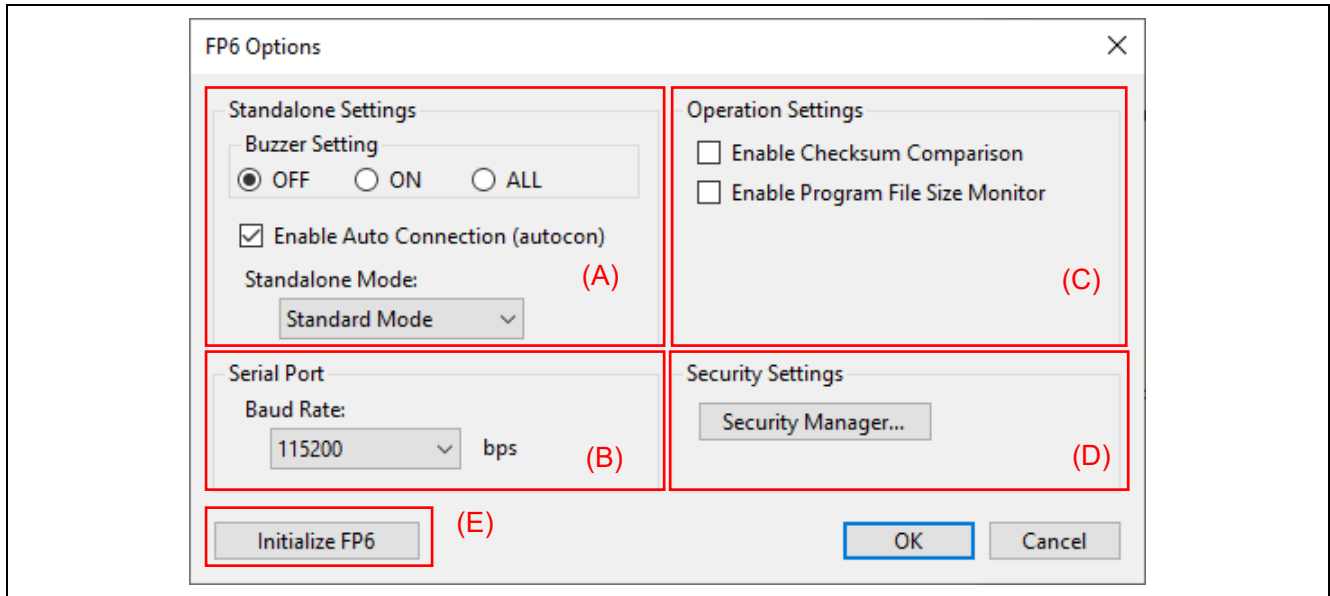 FP6 Options
Standalone Settings
Buzzer Setting
OFF ON ALL
Enable Auto Connection (autocon)
Standalone Mode:
(A)
Standard Mode
Operation Settings
Enable Checksum Comparison
Enable Program File Size Monitor
(C)
Serial Port
Baud Rate:
115200 bps
(B)
Security Settings
Security Manager...
(D)
Initialize FP6
(E)
OK Cancel